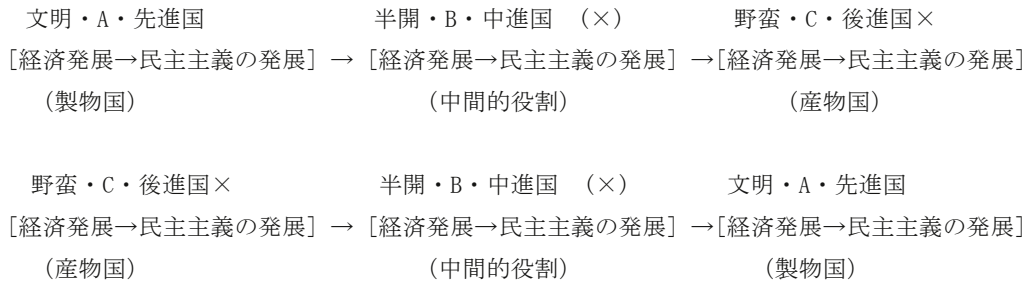 文明・A・先進国　半開・B・中進国　(×)　野蛮・C・後進国×
[経済発展→民主主義の発展] → [経済発展→民主主義の発展] →[経済発展→民主主義の発展]
(製物国)　(中間的役割)　(産物国)
野蛮・C・後進国×　半開・B・中進国　(×)　文明・A・先進国
[経済発展→民主主義の発展] → [経済発展→民主主義の発展] →[経済発展→民主主義の発展]
(産物国)　(中間的役割)　(製物国)